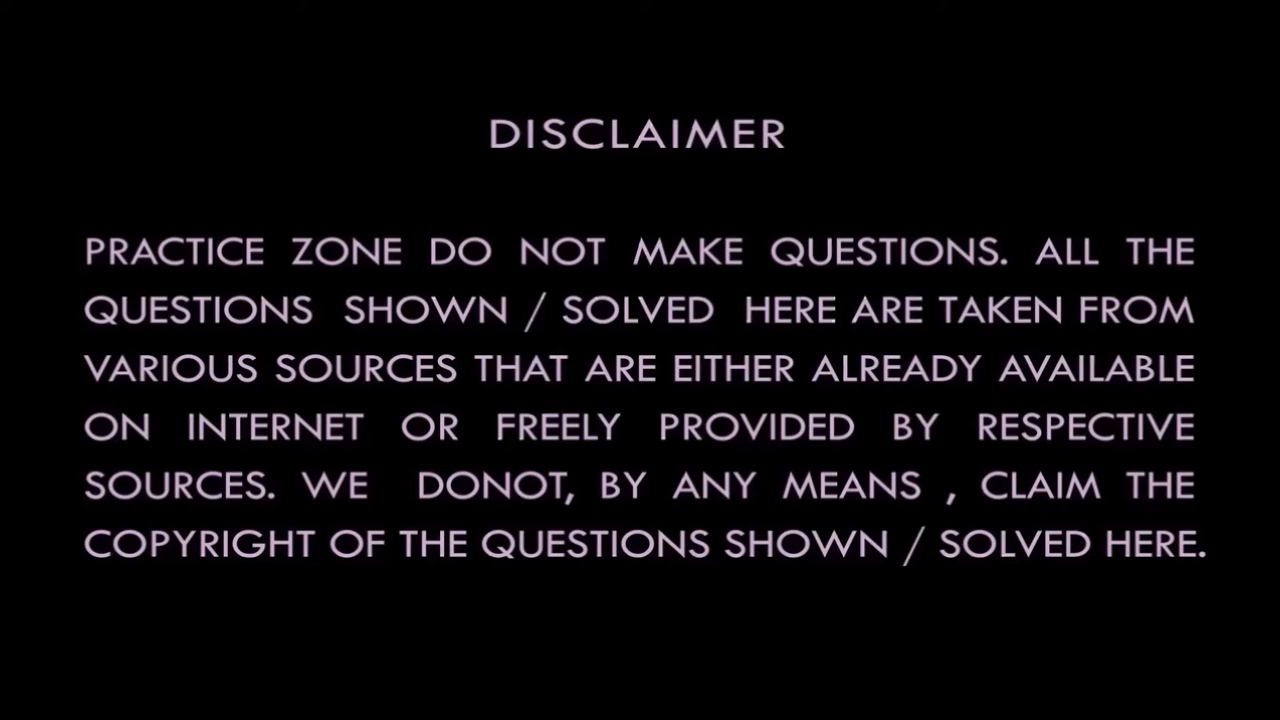 DISCLAIMER
PRACTICE ZONE DO NOT MAKE QUESTIONS. ALL THE
QUESTIONS SHOWN / SOLVED HERE ARE TAKEN FROM
VARIOUS SOURCES THAT ARE EITHER ALREADY AVAILABLE
ON INTERNET OR FREELY PROVIDED BY RESPECTIVE
SOURCES. WE DONOT, BY ANY MEANS , CLAIM THE
COPYRIGHT OF THE QUESTIONS SHOWN / SOLVED HERE.